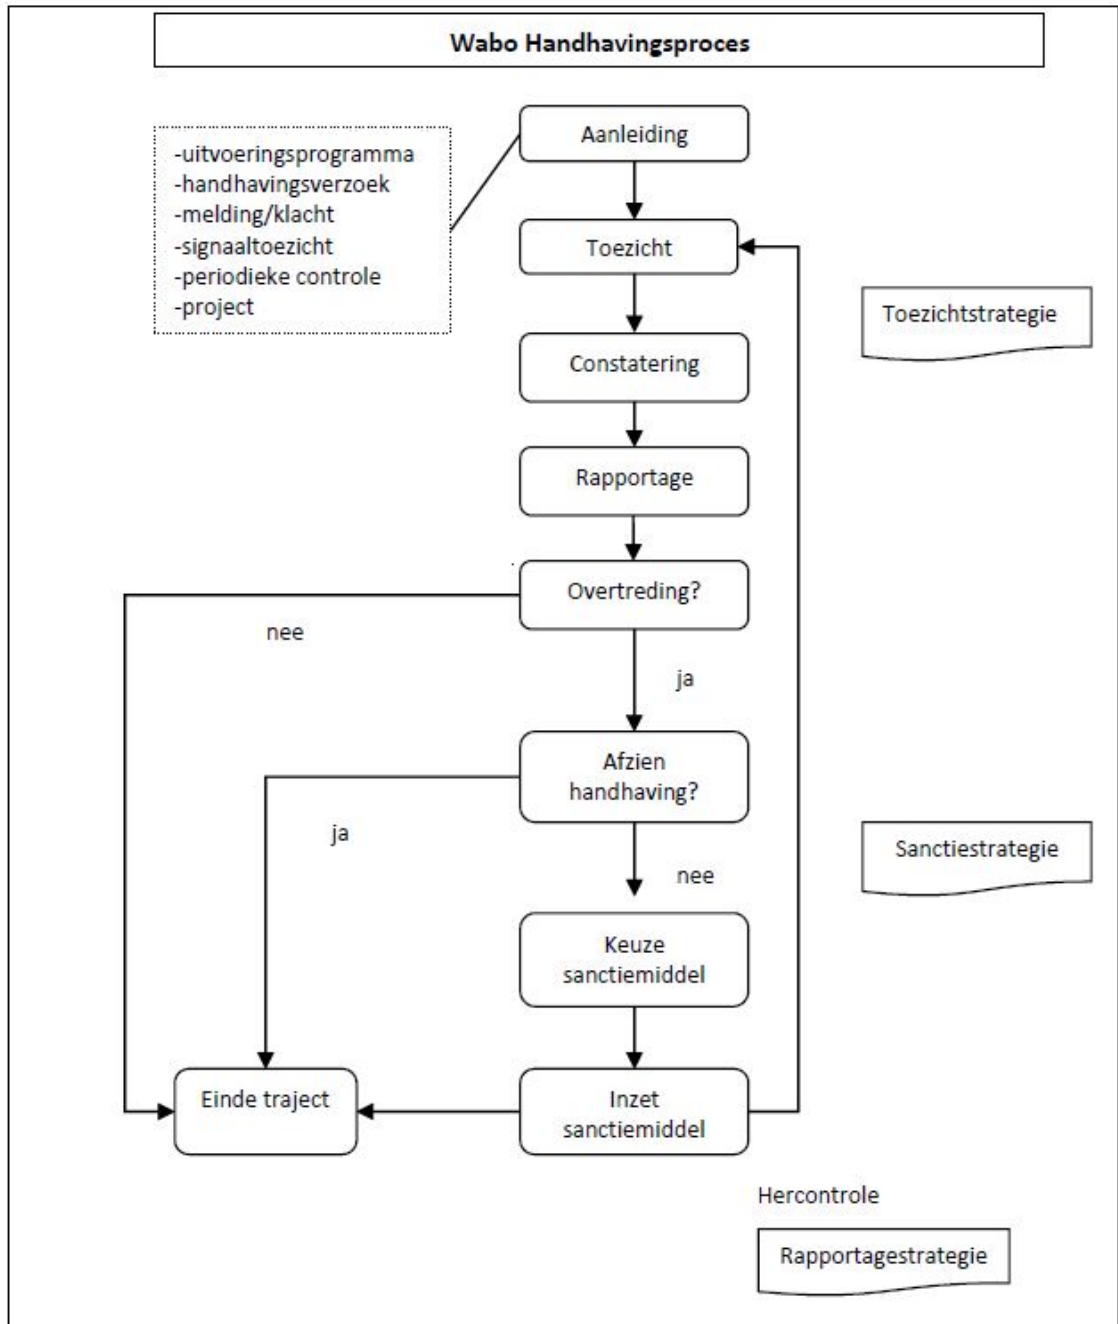 Wabo Handhavingsproces
Aanleiding
-uitvoeringsprogramma
-handhavingsverzoek
-melding/klacht
-signaaltoezicht
-periodieke controle
-project
Toezicht
Toezichtstrategie
Constatering
Rapportage
Overtreding?
nee
ja
Afzien
handhaving?
ja
nee
Sanctiestrategie
Keuze
sanctiemiddel
Einde traject
Inzet
sanctiemiddel
Hercontrole
Rapportagestrategie